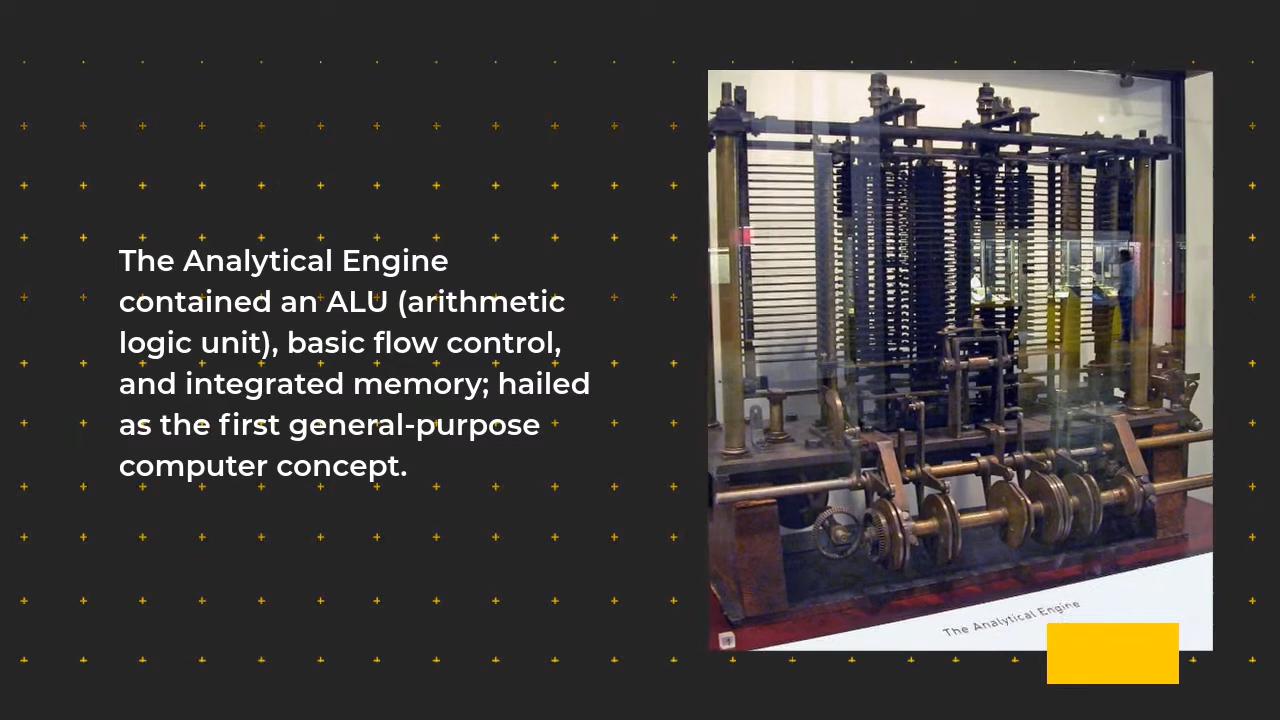 The Analytical Engine
contained an ALU (arithmetic
logic unit), basic flow control,
and integrated memory; hailed
as the first general-purpose
computer concept.
The Analytical Engine